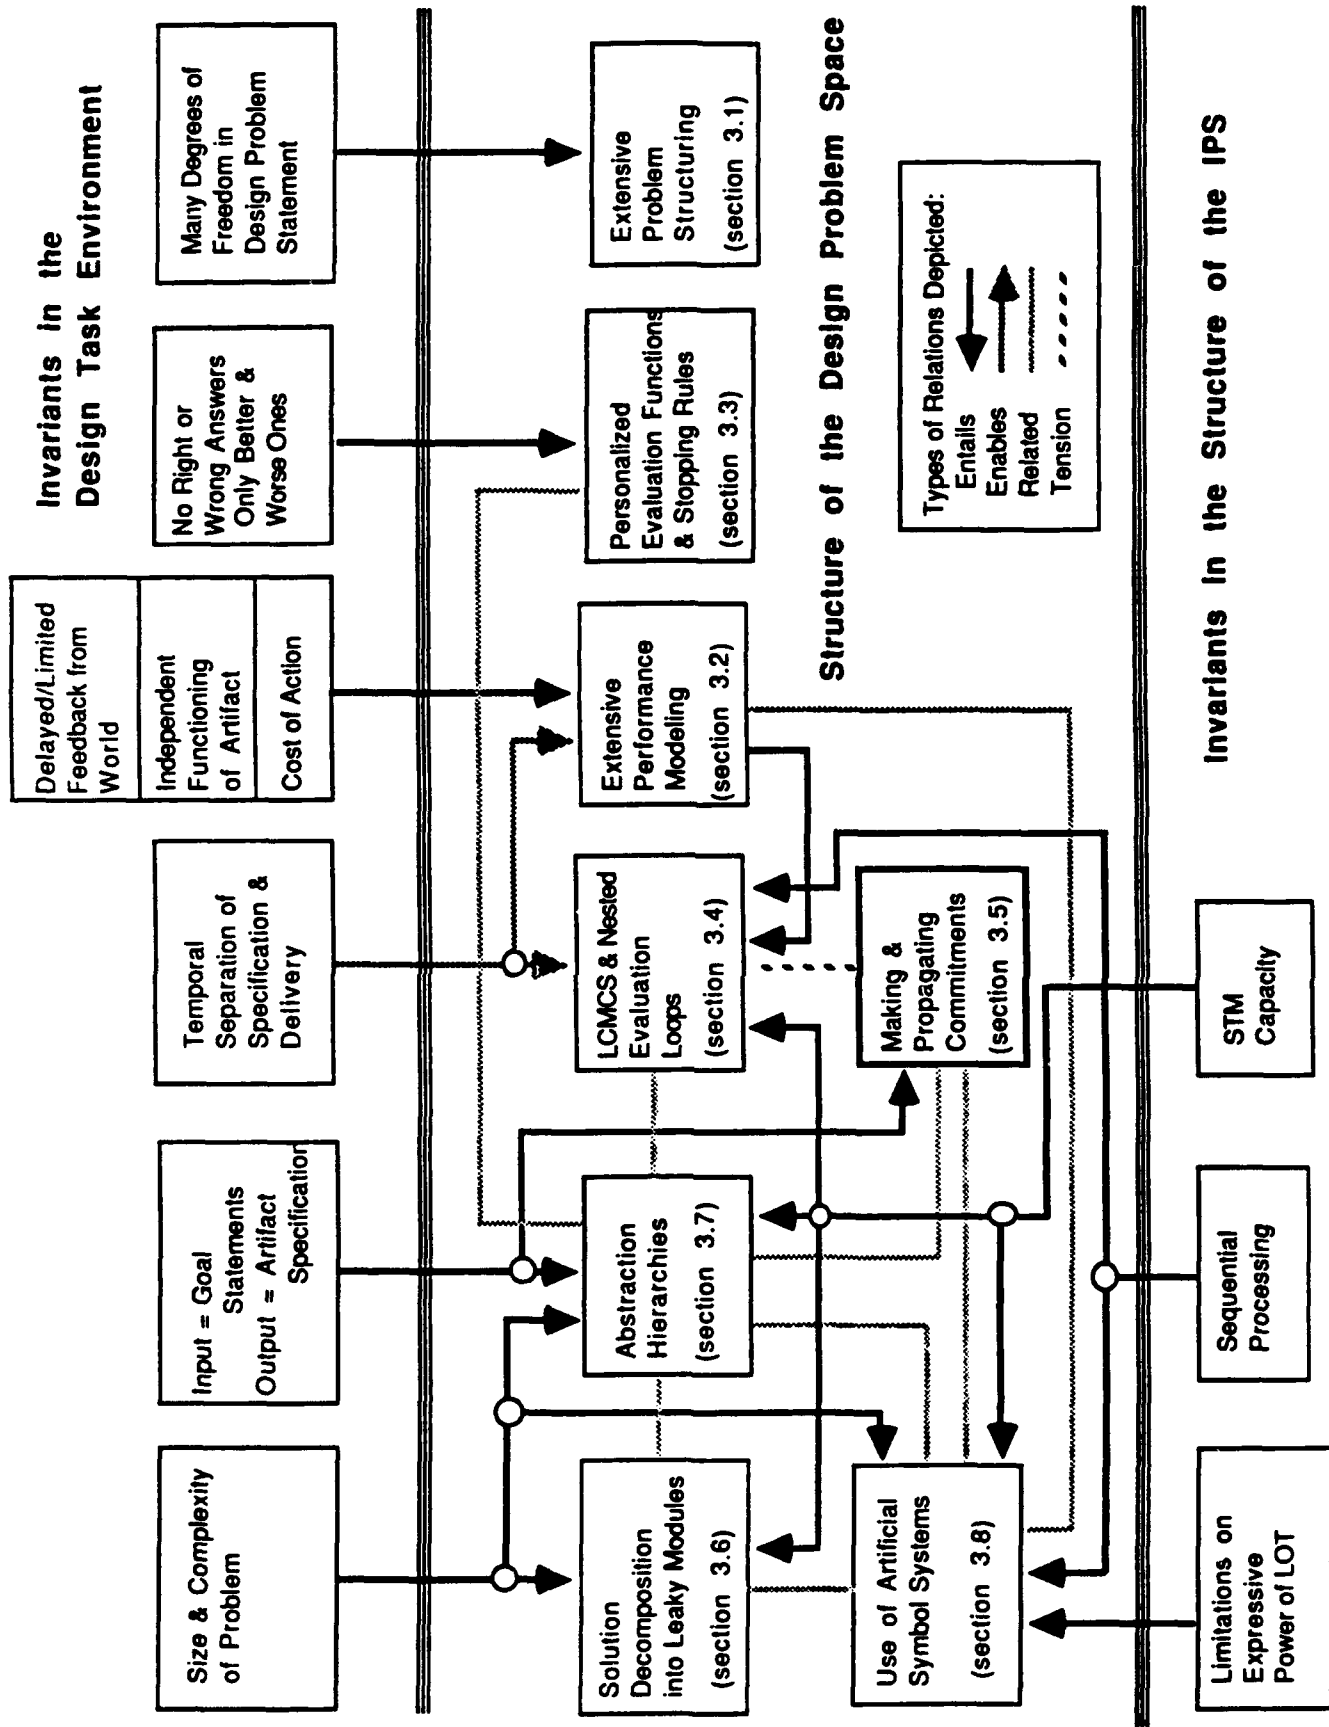 Invariants in the
Design Task Environment
Size & Complexity
of Problem
Input = Goal
Statements
Output = Artifact
Specification
Temporal
Separation of
Specification &
Delivery
Delayed/Limited
Feedback from
World
Independent
Functioning
of Artifact
Cost of Action
No Right or
Wrong Answers
Only Better &
Worse Ones
Many Degrees of
Freedom in
Design Problem
Statement
Solution
Decomposition
into Leaky Modules
(section 3.6)
Abstraction
Hierarchies
(section 3.7)
LCMCS & Nested
Evaluation
Loops
(section 3.4)
Extensive
Performance
Modeling
(section 3.2)
Personalized
Evaluation Functions
& Stopping Rules
(section 3.3)
Extensive
Problem
Structuring
(section 3.1)
Use of Artificial
Symbol Systems
(section 3.8)
Making &
Propagating
Commitments
(section 3.5)
Structure of the Design Problem Space
Types of Relations Depicted:
Entails
Enables
Related
Tension
Limitations on
Expressive
Power of LOT
Sequential
Processing
STM
Capacity
Invariants in the Structure of the IPS